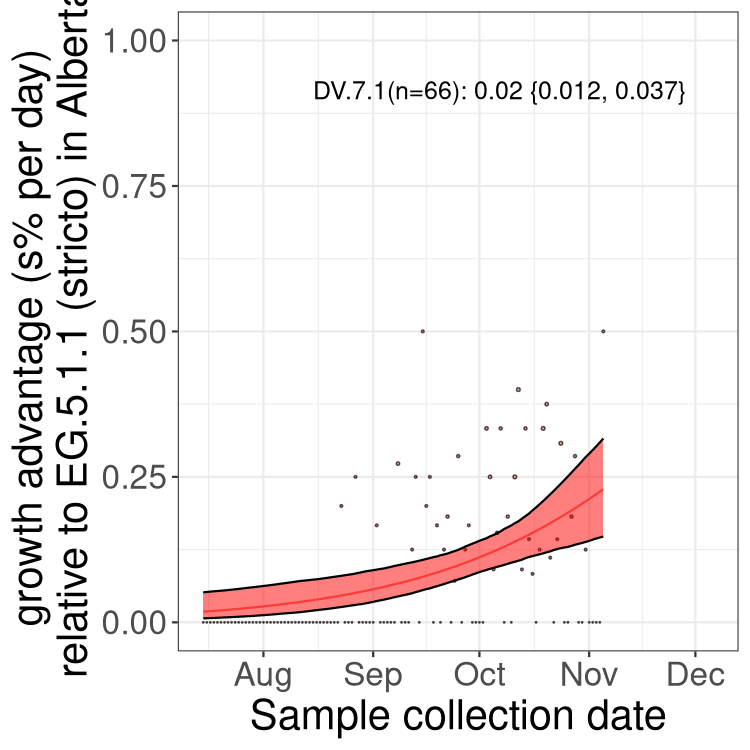 growth advantage (s% per day)
relative to EG.5.1.1 (stricto) in Alberta
1.00
0.75
0.50
0.25
0.00
DV.7.1(n=66): 0.02 {0.012, 0.037}
Aug Sep Oct Nov Dec
Sample collection date